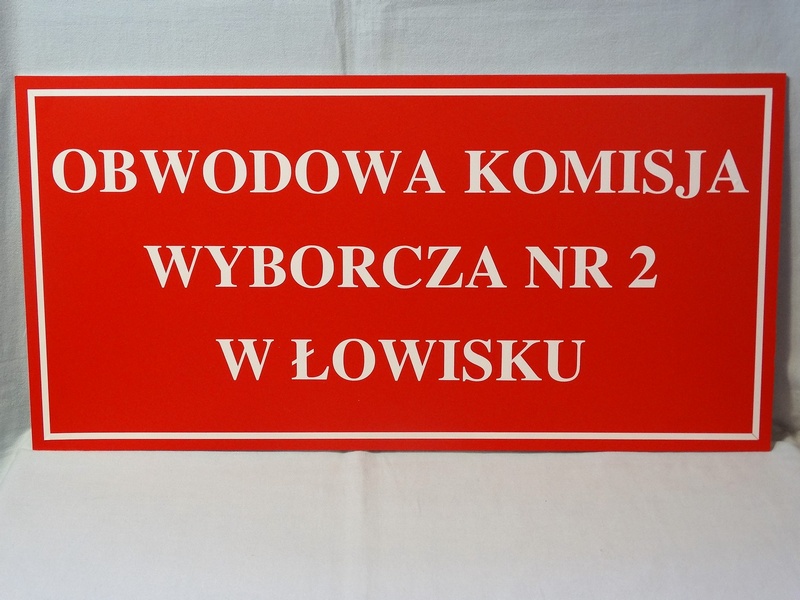 OBWODOWA KOMISJA
WYBORCZA NR 2
W ŁOWISKU